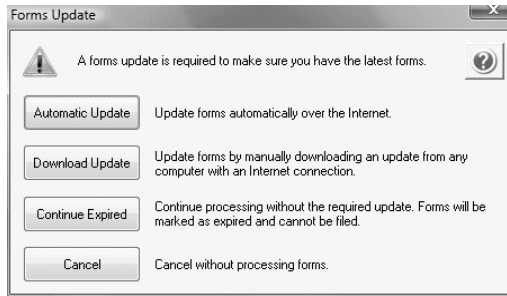 Forms Update
A forms update is required to make sure you have the latest forms.
Automatic Update
Update forms automatically over the Internet.
Download Update
Update forms by manually downloading an update from any
computer with an Internet connection.
Continue Expired
Continue processing without the required update. Forms will be
marked as expired and cannot be filed.
Cancel
Cancel without processing forms.